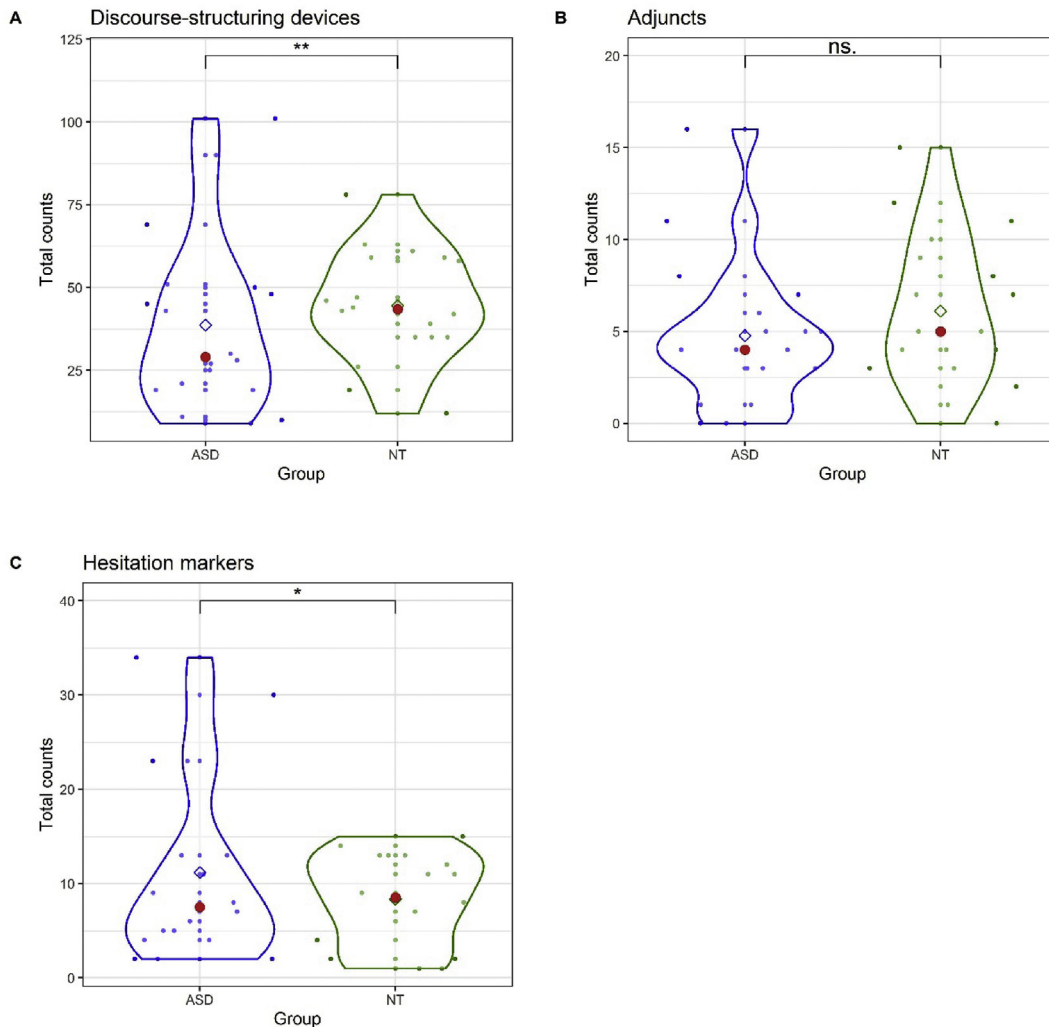 A Discourse-structuring devices
**
125
100
75
50
25
Total counts
ASD NT
Group
B Adjuncts
ns.
20
15
10
5
0
Total counts
ASD NT
Group
C Hesitation markers
*
40
30
20
10
0
Total counts
ASD NT
Group